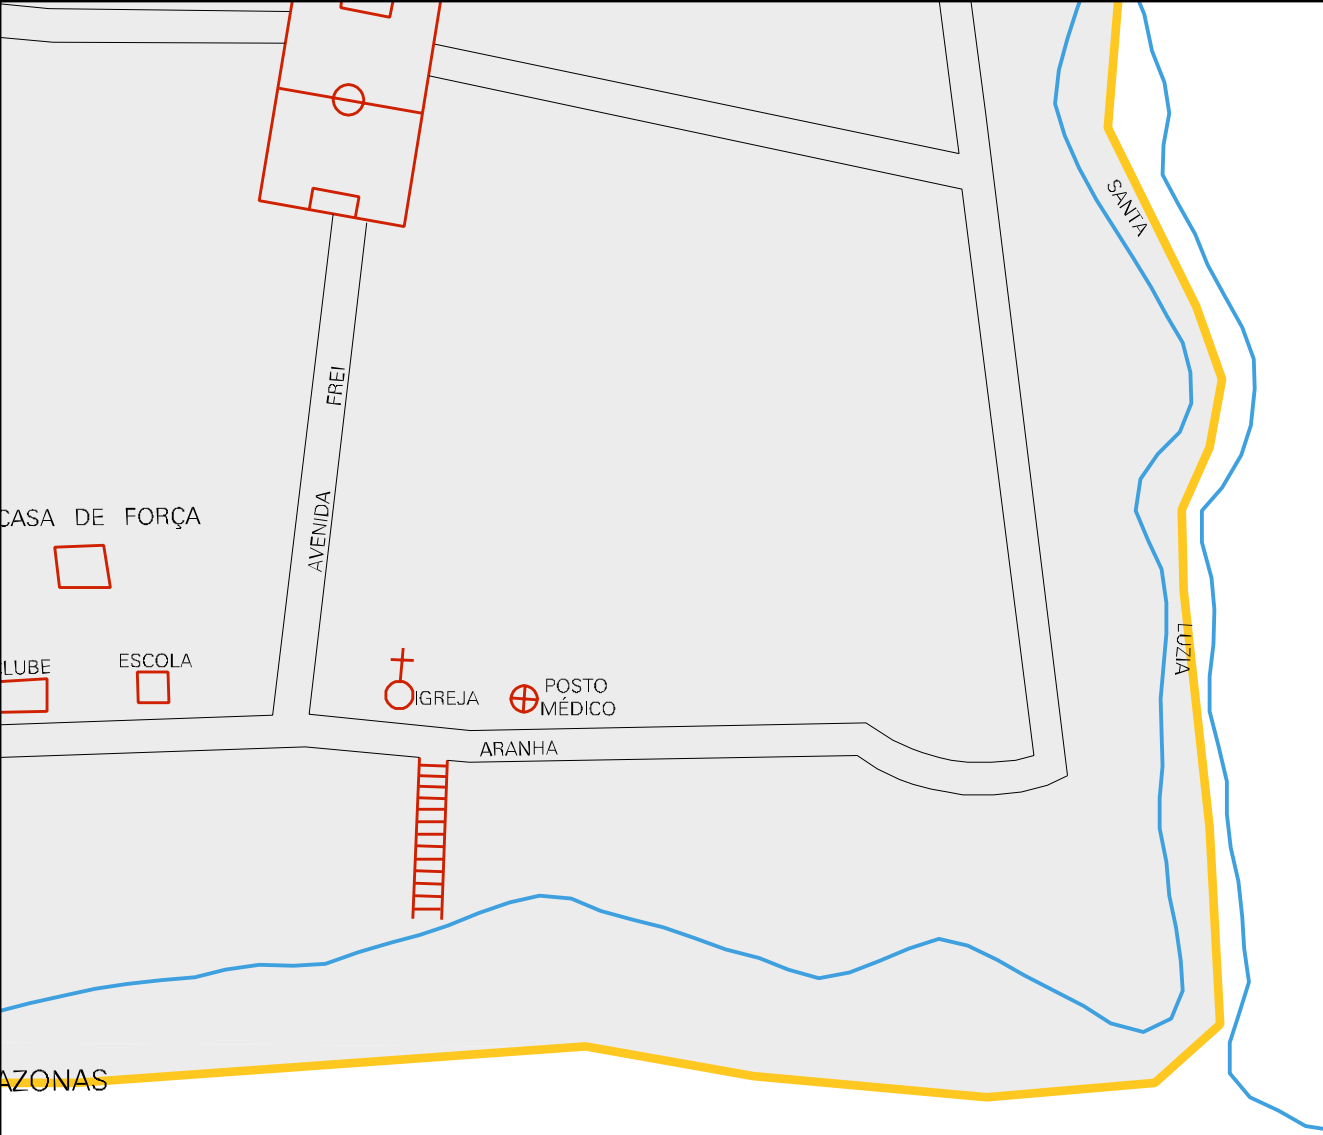 SANTA
FREI
AVENIDA
CASA DE FORÇA
LUZIA
LUBE
ESCOLA
IGREJA
POSTO
MÉDICO
ARANHA
AZONAS